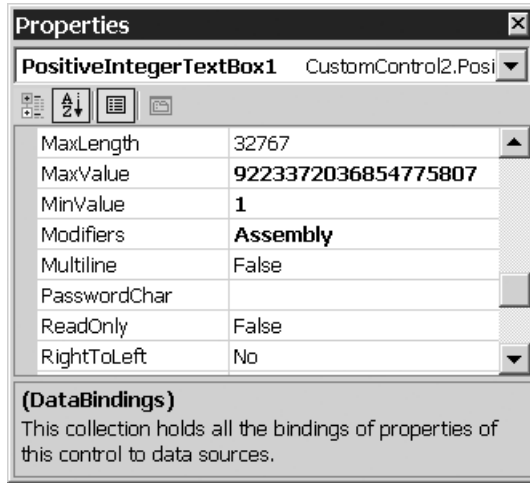 Properties
PositiveIntegerTextBox1 CustomControl2.Posi
MaxLength 32767
MaxValue 9223372036854775807
MinValue 1
Modifiers Assembly
Multiline False
PasswordChar
ReadOnly False
RightToLeft No
(DataBindings)
This collection holds all the bindings of properties of
this control to data sources.